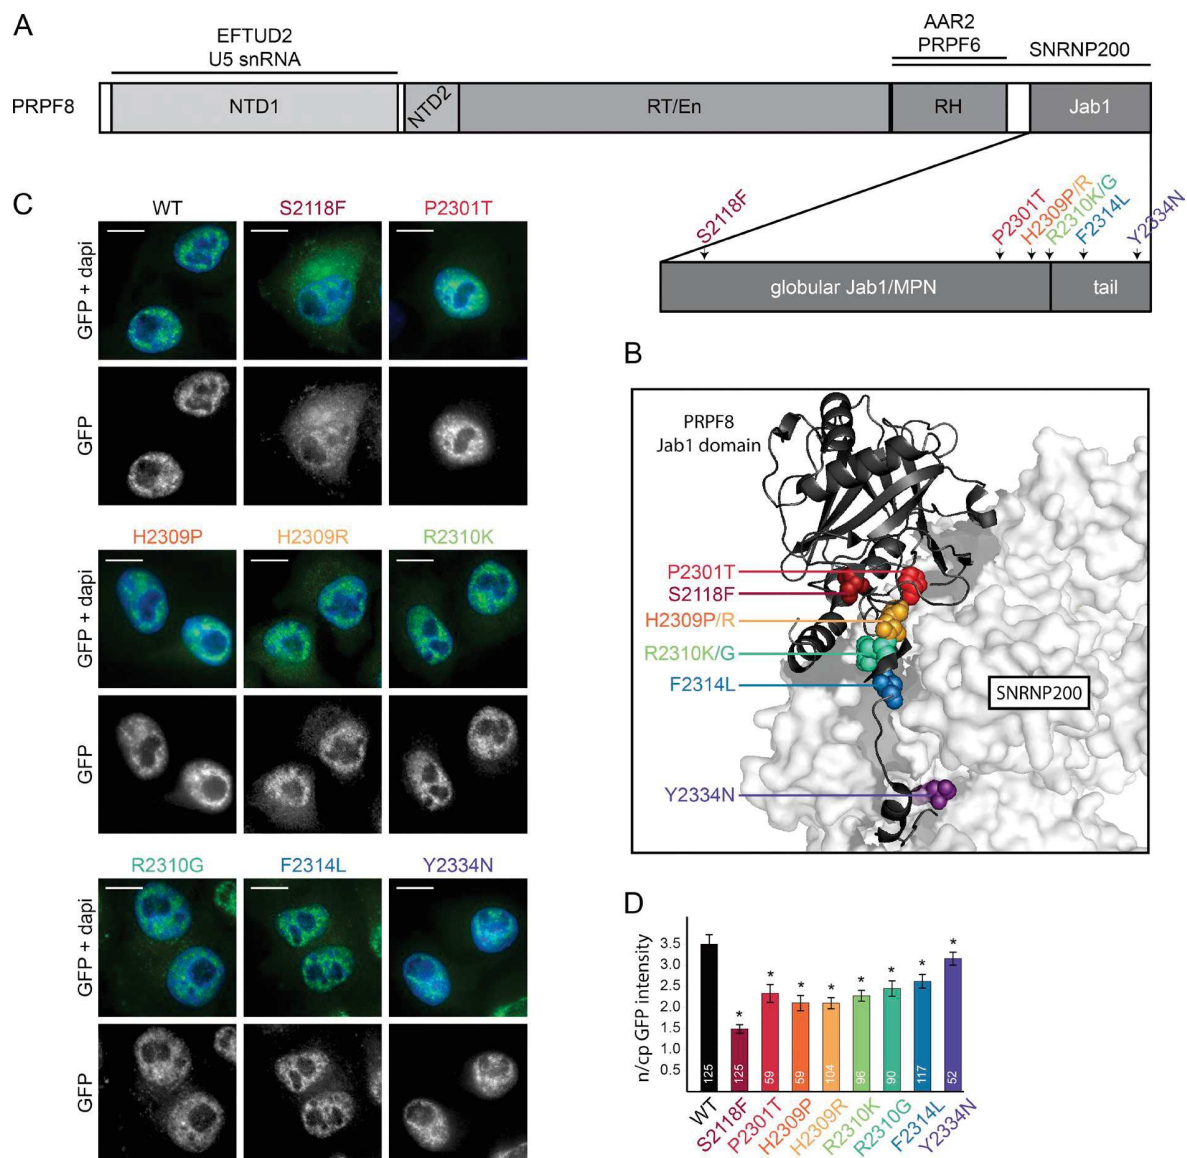 A
EFTUD2
U5 snRNA
AAR2
PRPF6
SNRNP200
PRPF8
NTD1
NTD2
RT/En
RH
Jab1
S2118F
P2301T
H2309P/R
R2310K/G
F2314L
Y2334N
globular Jab1/MPN
tail
C
WT
S2118F
P2301T
GFP + dapi
GFP
H2309P
H2309R
R2310K
GFP + dapi
GFP
R2310G
F2314L
Y2334N
GFP + dapi
GFP
B
PRPF8
Jab1 domain
P2301T
S2118F
H2309P/R
R2310K/G
F2314L
Y2334N
SNRNP200
D
n/cp GFP intensity
3.5
3.0
2.5
2.0
1.5
1.0
0.5
* * * * * * * *
125 125 59 59 104 96 90 117 52
WT
S2118F
P2301T
H2309P
H2309R
R2310K
R2310G
F2314L
Y2334N